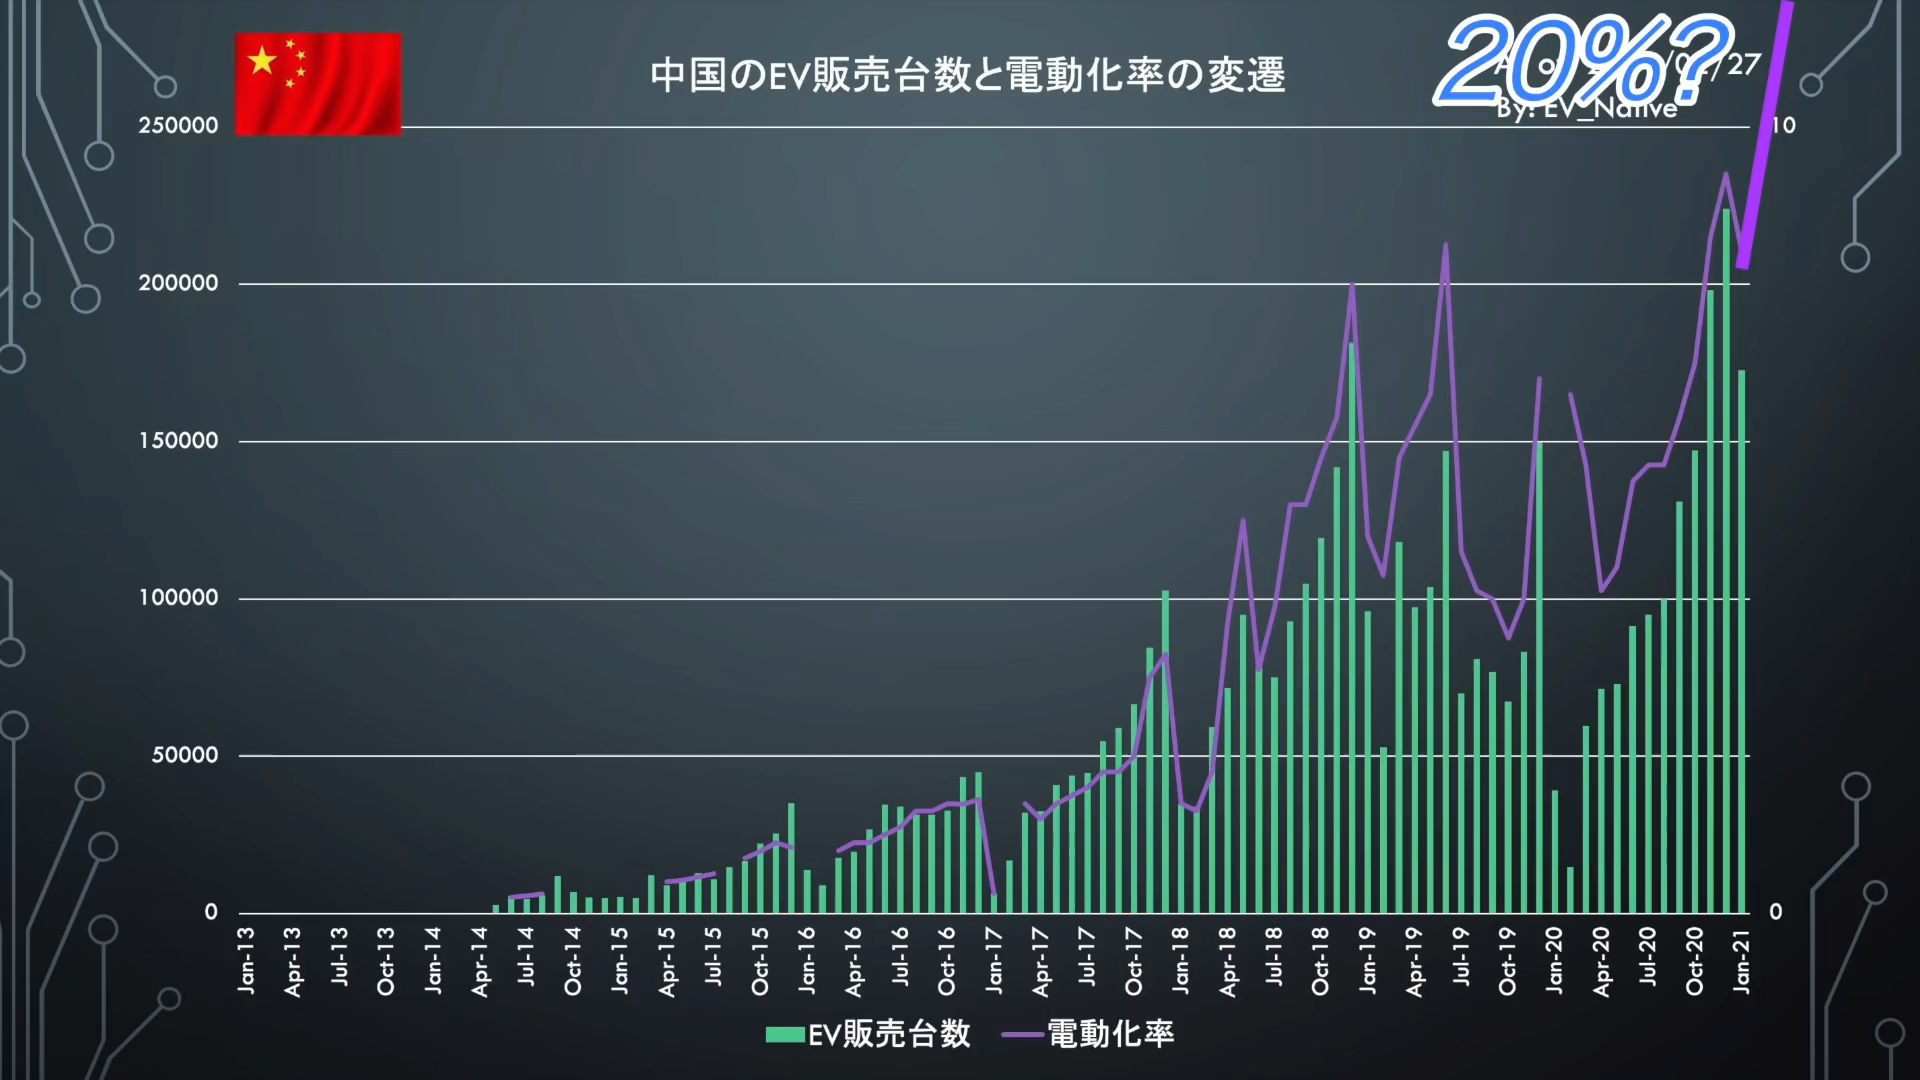 中国のEV販売台数と電動化率の変遷
20%?
/27
By: EV_Native
250000
10
200000
150000
100000
50000
0
0
Jan-13
Apr-13
Jul-13
Oct-13
Jan-14
Apr-14
Jul-14
Oct-14
Jan-15
Apr-15
Jul-15
Oct-15
Jan-16
Apr-16
Jul-16
Oct-16
Jan-17
Apr-17
Jul-17
Oct-17
Jan-18
Apr-18
Jul-18
Oct-18
Jan-19
Apr-19
Jul-19
Oct-19
Jan-20
Apr-20
Jul-20
Oct-20
Jan-21
EV販売台数 電動化率